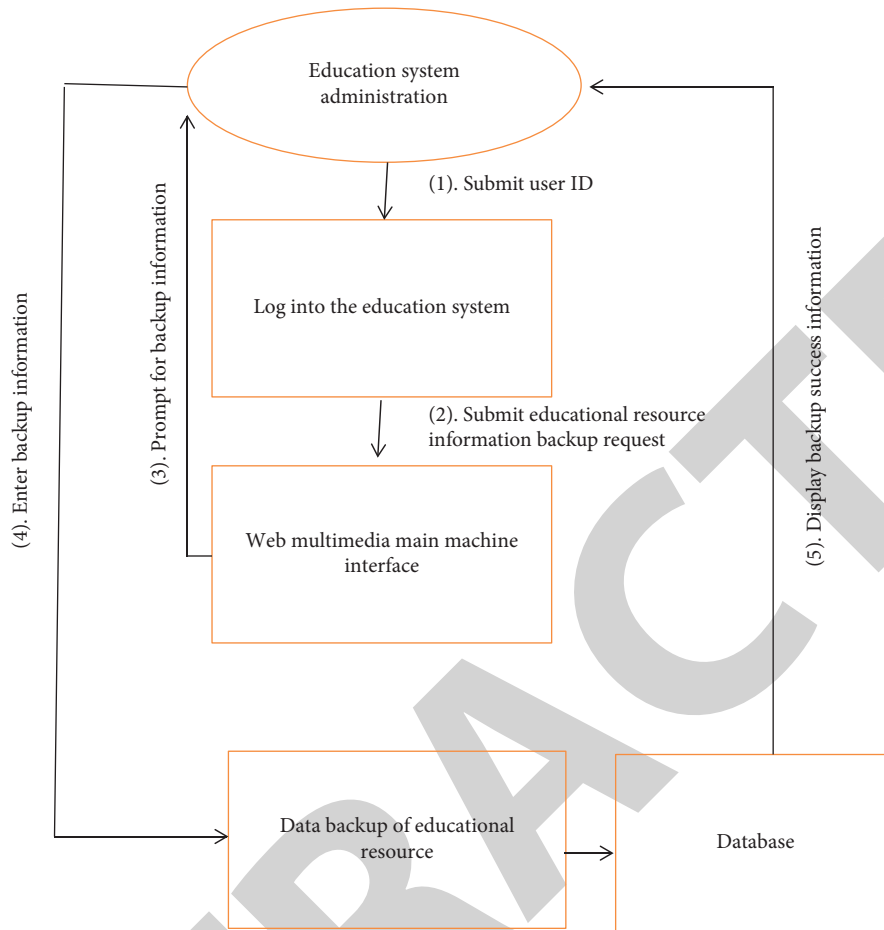 Education system
administration
(1). Submit user ID
Log into the education system
(2). Submit educational resource
information backup request
(3). Prompt for backup information
(4). Enter backup information
(5). Display backup success information
Web multimedia main machine
interface
Data backup of educational
resource
Database
RACTE